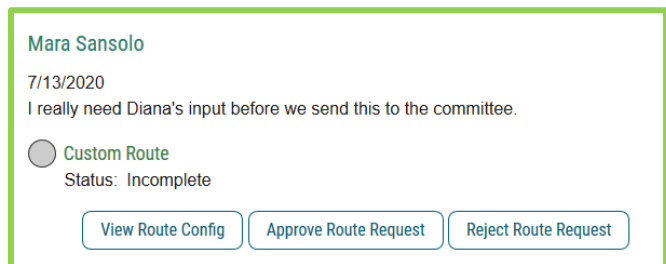 Mara Sansolo
7/13/2020
I really need Diana's input before we send this to the committee.
Custom Route
Status: Incomplete
View Route Config Approve Route Request Reject Route Request